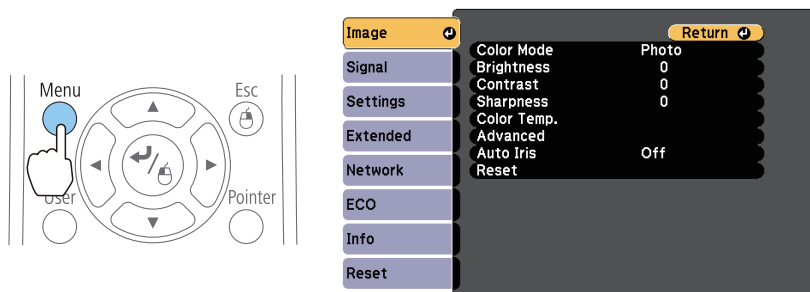 Menu
Esc
User
Pointer
Image
Signal
Settings
Extended
Network
ECO
Info
Reset
Return
Color Mode Photo
Brightness 0
Contrast 0
Sharpness 0
Color Temp.
Advanced
Auto Iris Off
Reset